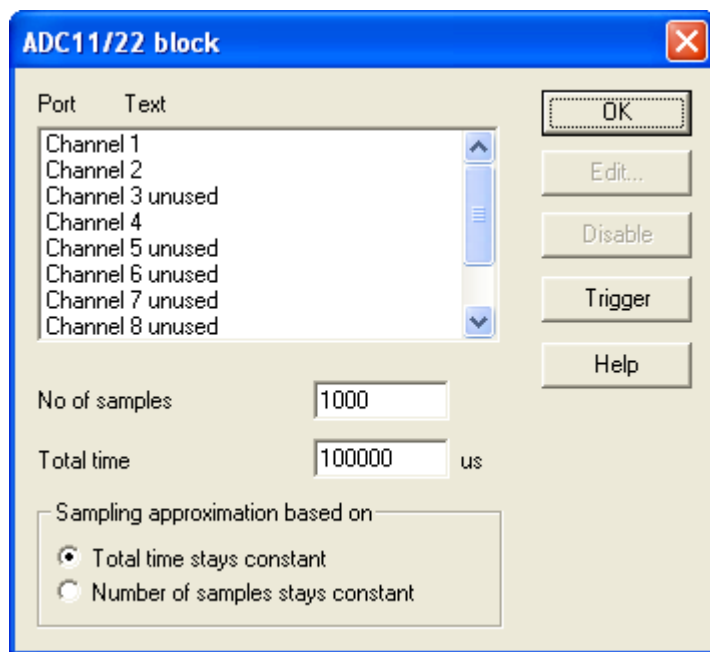 ADC11/22 block
Port Text
Channel 1
Channel 2
Channel 3 unused
Channel 4
Channel 5 unused
Channel 6 unused
Channel 7 unused
Channel 8 unused
OK
Edit...
Disable
Trigger
Help
No of samples 1000
Total time 100000 us
Sampling approximation based on
Total time stays constant
Number of samples stays constant